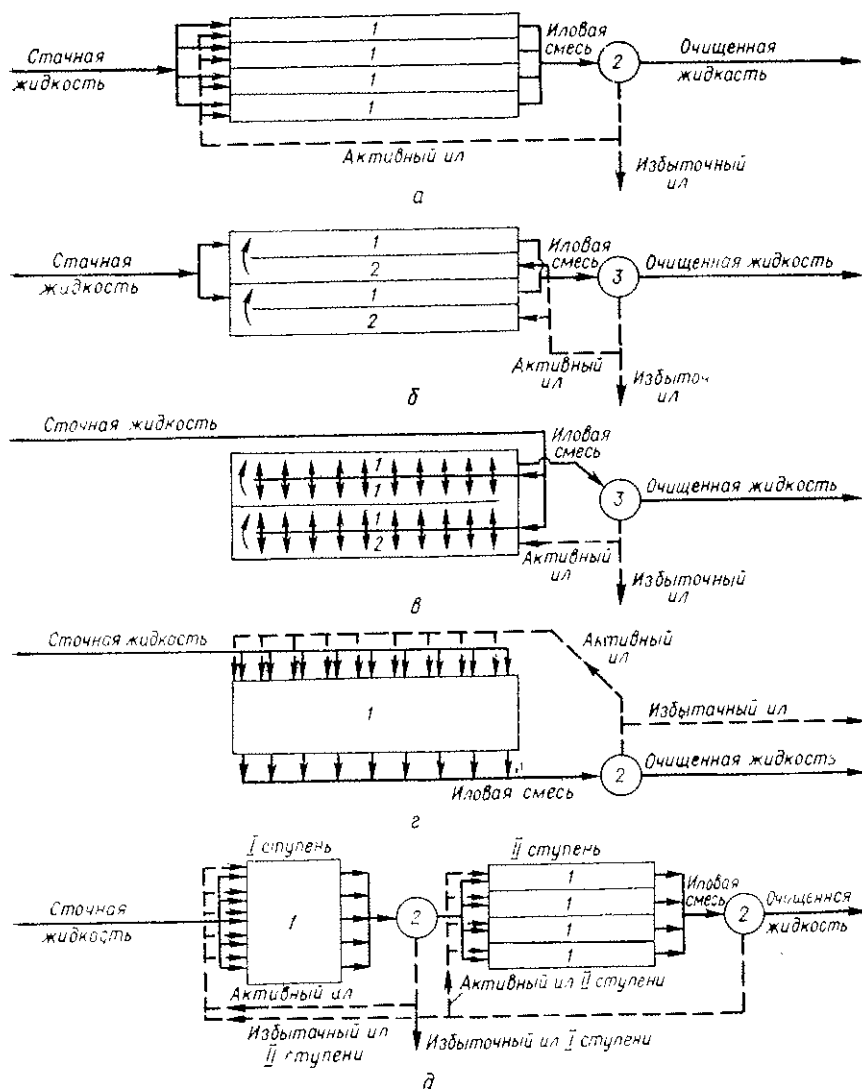 Сточная
жидкость
1
1
1
1
Иловая
смесь
2
Очищенная
жидкость
Активный ил
Избыточный
ил
а
Сточная
жидкость
1
2
1
2
Иловая
смесь
3
Очищенная жидкость
Активный
ил
Избыточ
ил
б
Сточная жидкость
1
1
1
2
Иловая
смесь
3
Очищенная жидкость
Активный
ил
Избыточный
ил
в
Сточная жидкость
1
Активный
ил
Избыточный ил
2
Очищенная жидкость
Иловая смесь
г
I ступень
II ступень
Сточная
жидкость
1
2
1
1
1
1
Иловая
смесь
2
Очищенная
жидкость
Активный ил
Активный ил II ступени
Избыточный ил
II ступени
Избыточный ил I ступени
д